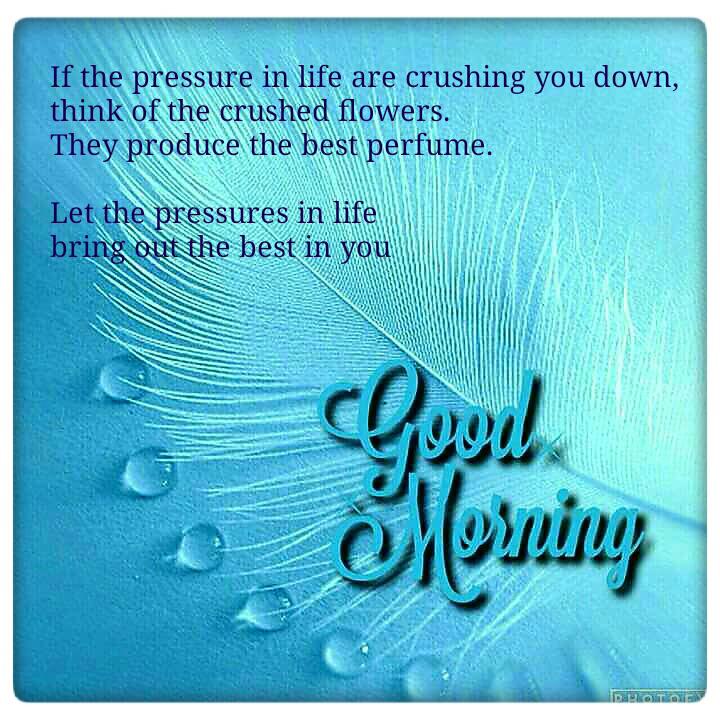 If the pressure in life are crushing you down,
think of the crushed flowers.
They produce the best perfume.
Let the pressures in life
bring out the best in you
Good
Morning